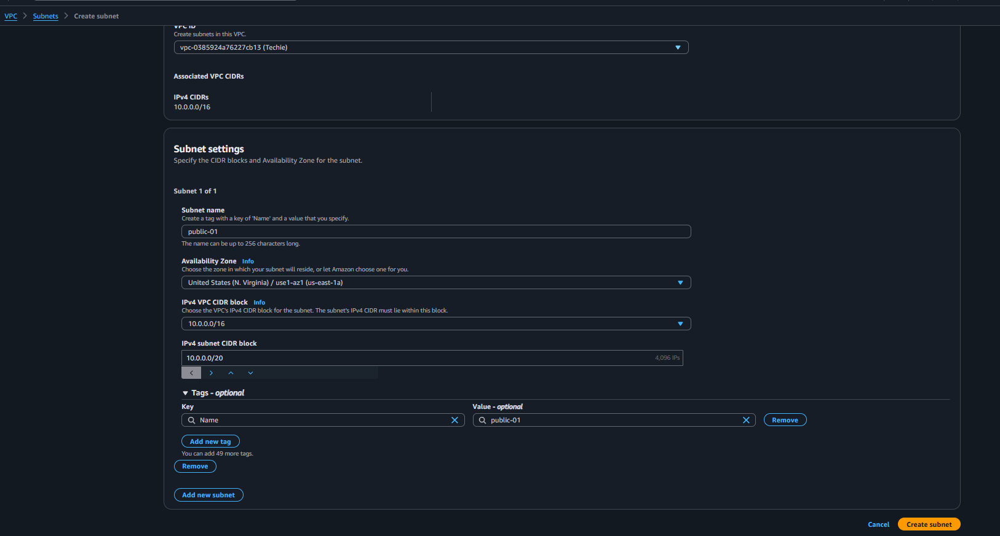 VPC > Subnets > Create subnet
VPC ID
Create subnets in this VPC.
vpc-0385924a76227cb13 (Techie)
Associated VPC CIDRs
IPv4 CIDRs
10.0.0.0/16
Subnet settings
Specify the CIDR blocks and Availability Zone for the subnet.
Subnet 1 of 1
Subnet name
Create a tag with a key of 'Name' and a value that you specify.
public-01
The name can be up to 256 characters long.
Availability Zone Info
Choose the zone in which your subnet will reside, or let Amazon choose one for you.
United States (N. Virginia) / use1-az1 (us-east-1a)
IPv4 VPC CIDR block Info
Choose the VPC's IPv4 CIDR block for the subnet. The subnet's IPv4 CIDR must lie within this block.
10.0.0.0/16
IPv4 subnet CIDR block
10.0.0.0/20 4,096 IPs
Tags - optional
Key Value - optional
Name public-01 Remove
Add new tag
You can add 49 more tags.
Remove
Add new subnet
Cancel Create subnet